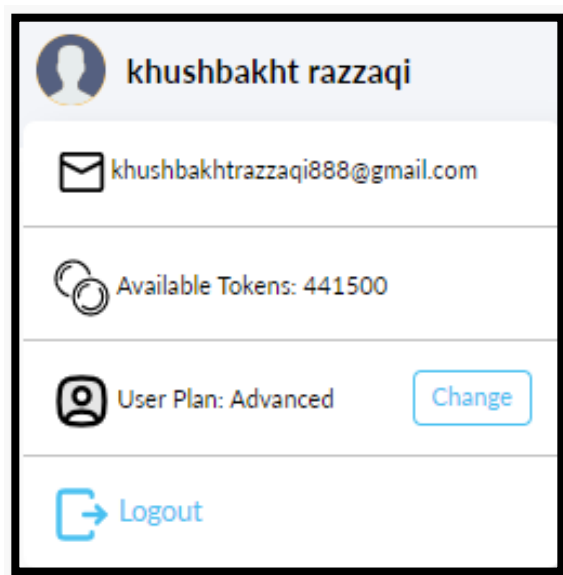 khushbakht razzaqi
khushbakhtrazzaqi888@gmail.com
Available Tokens: 441500
User Plan: Advanced Change
Logout